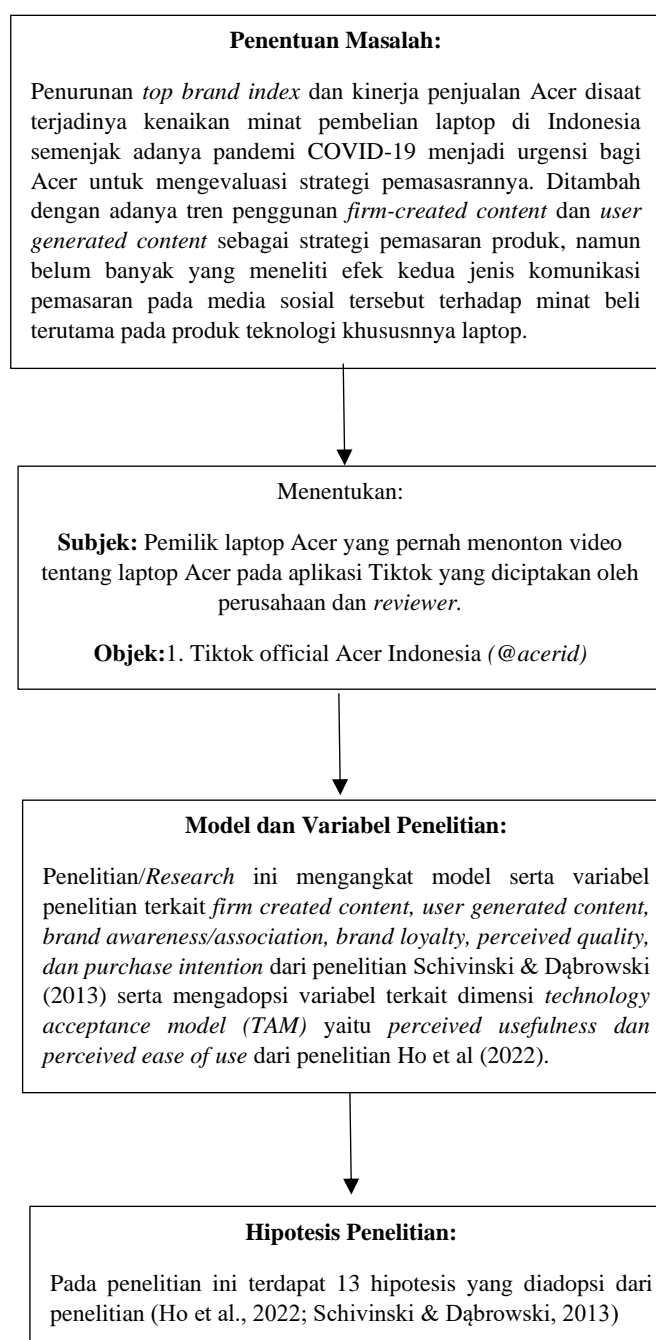 Penentuan Masalah:
Penurunan top brand index dan kinerja penjualan Acer disaat
terjadinya kenaikan minat pembelian laptop di Indonesia
semenjak adanya pandemi COVID-19 menjadi urgensi bagi
Acer untuk mengevaluasi strategi pemasasrannya. Ditambah
dengan adanya tren penggunan firm-created content dan user
generated content sebagai strategi pemasaran produk, namun
belum banyak yang meneliti efek kedua jenis komunikasi
pemasaran pada media sosial tersebut terhadap minat beli
terutama pada produk teknologi khususnnya laptop.
Menentukan:
Subjek: Pemilik laptop Acer yang pernah menonton video
tentang laptop Acer pada aplikasi Tiktok yang diciptakan oleh
perusahaan dan reviewer.
Objek:1. Tiktok official Acer Indonesia (@acerid)
Model dan Variabel Penelitian:
Penelitian/Research ini mengangkat model serta variabel
penelitian terkait firm created content, user generated content,
brand awareness/association, brand loyalty, perceived quality,
dan purchase intention dari penelitian Schivinski & Dąbrowski
(2013) serta mengadopsi variabel terkait dimensi technology
acceptance model (TAM) yaitu perceived usefulness dan
perceived ease of use dari penelitian Ho et al (2022).
Hipotesis Penelitian:
Pada penelitian ini terdapat 13 hipotesis yang diadopsi dari
penelitian (Ho et al., 2022; Schivinski & Dąbrowski, 2013)